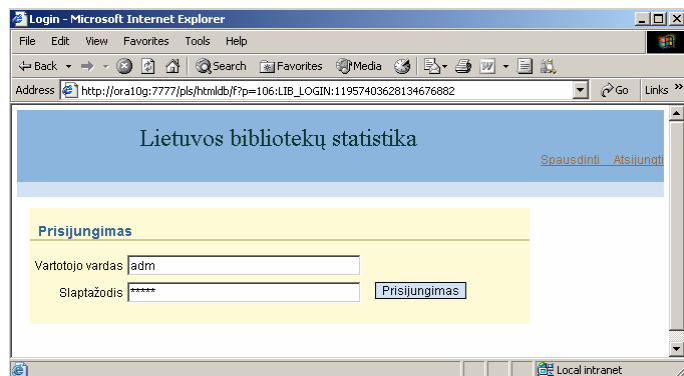 Login - Microsoft Internet Explorer
File Edit View Favorites Tools Help
Back Search Favorites Media
Address http://ora10g:7777/pls/htmldb/f?p=106:LIB_LOGIN:11957403628134676882 Go Links »
Lietuvos bibliotekų statistika
Spausdinti Atsijungti
Prisijungimas
Vartotojo vardas adm
Slaptažodis ***** Prisijungimas
Local intranet